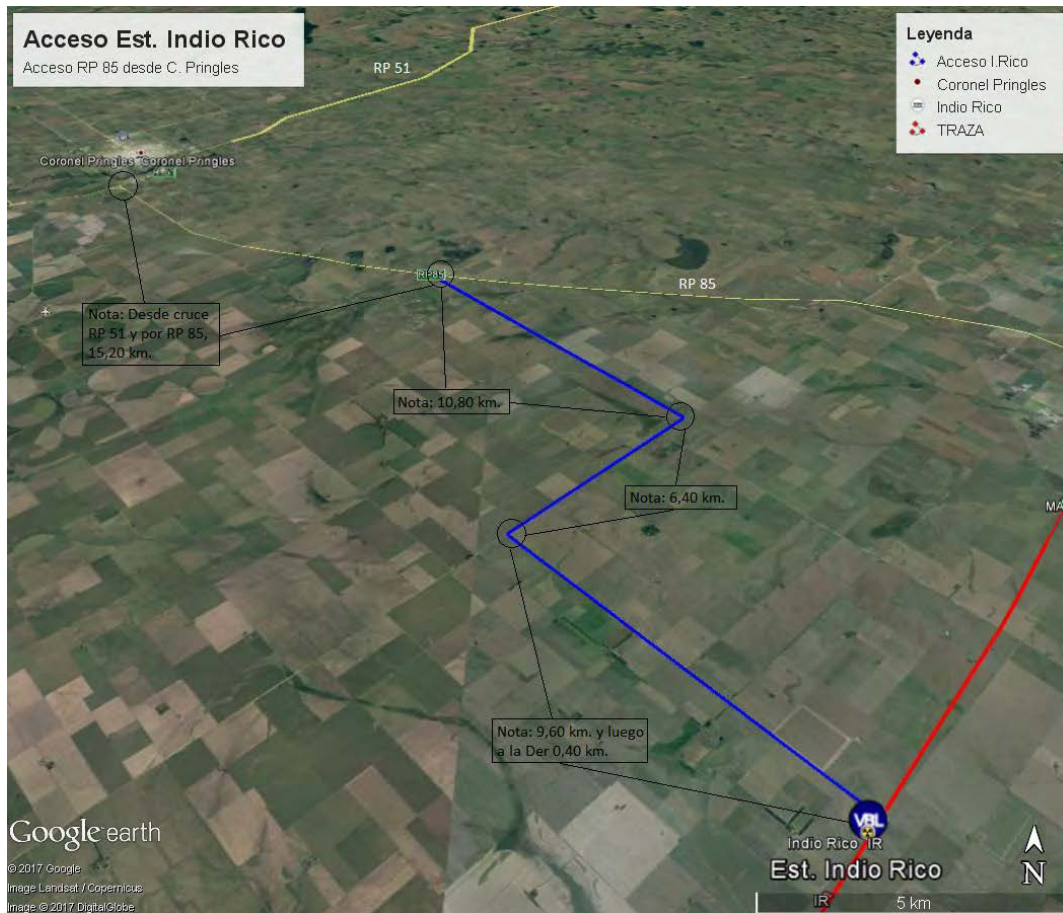 Acceso Est. Indio Rico
Acceso RP 85 desde C. Pringles
Leyenda
Acceso I.Rico
Coronel Pringles
Indio Rico
TRAZA
RP 51
Coronel Pringles Coronel Pringles
RP85
RP 85
Nota: Desde cruce
RP 51 y por RP 85,
15,20 km.
Nota: 10,80 km.
Nota: 6,40 km.
MA
Nota: 9,60 km. y luego
a la Der 0,40 km.
VBL
Indio Rico IR
Est. Indio Rico
IR
Google earth
© 2017 Google
Image Landsat / Copernicus
Image © 2017 DigitalGlobe
N
5 km